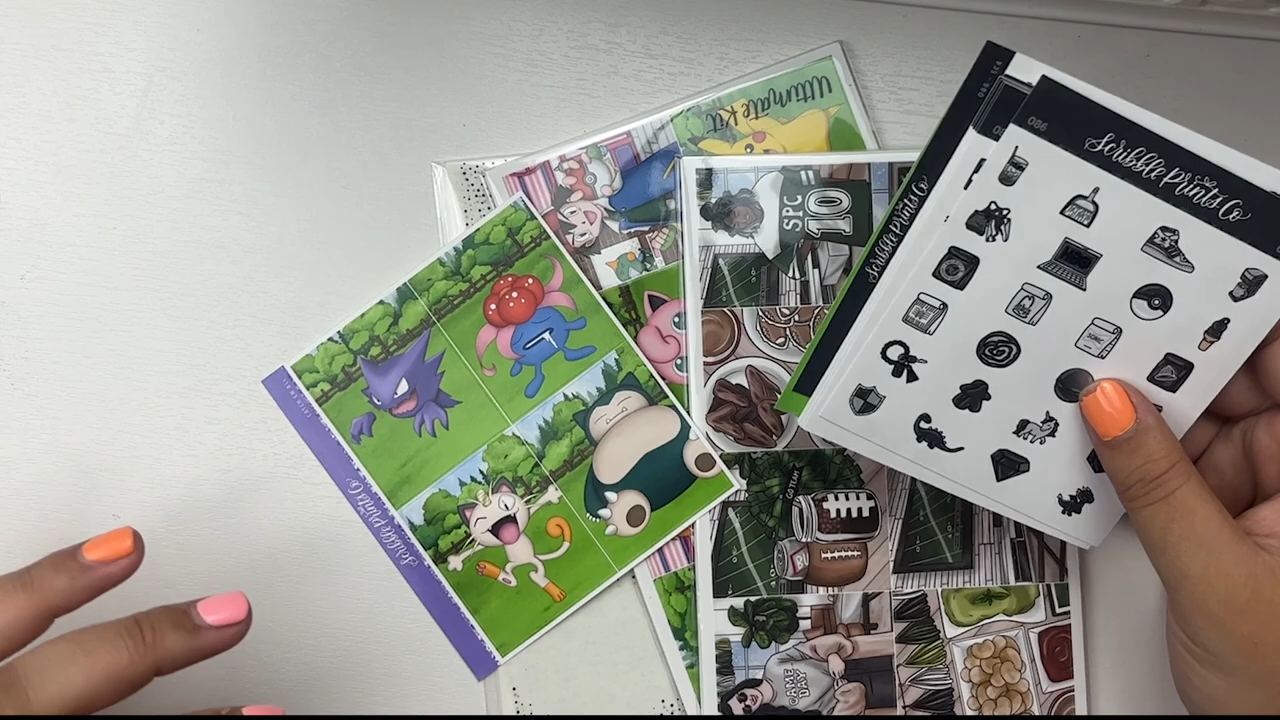 Ultimate Kit
SPC
10
Scribble Prints Co
086
Scribble Prints Co
Scribble Prints Co
GO TEAM
GAME
DAY